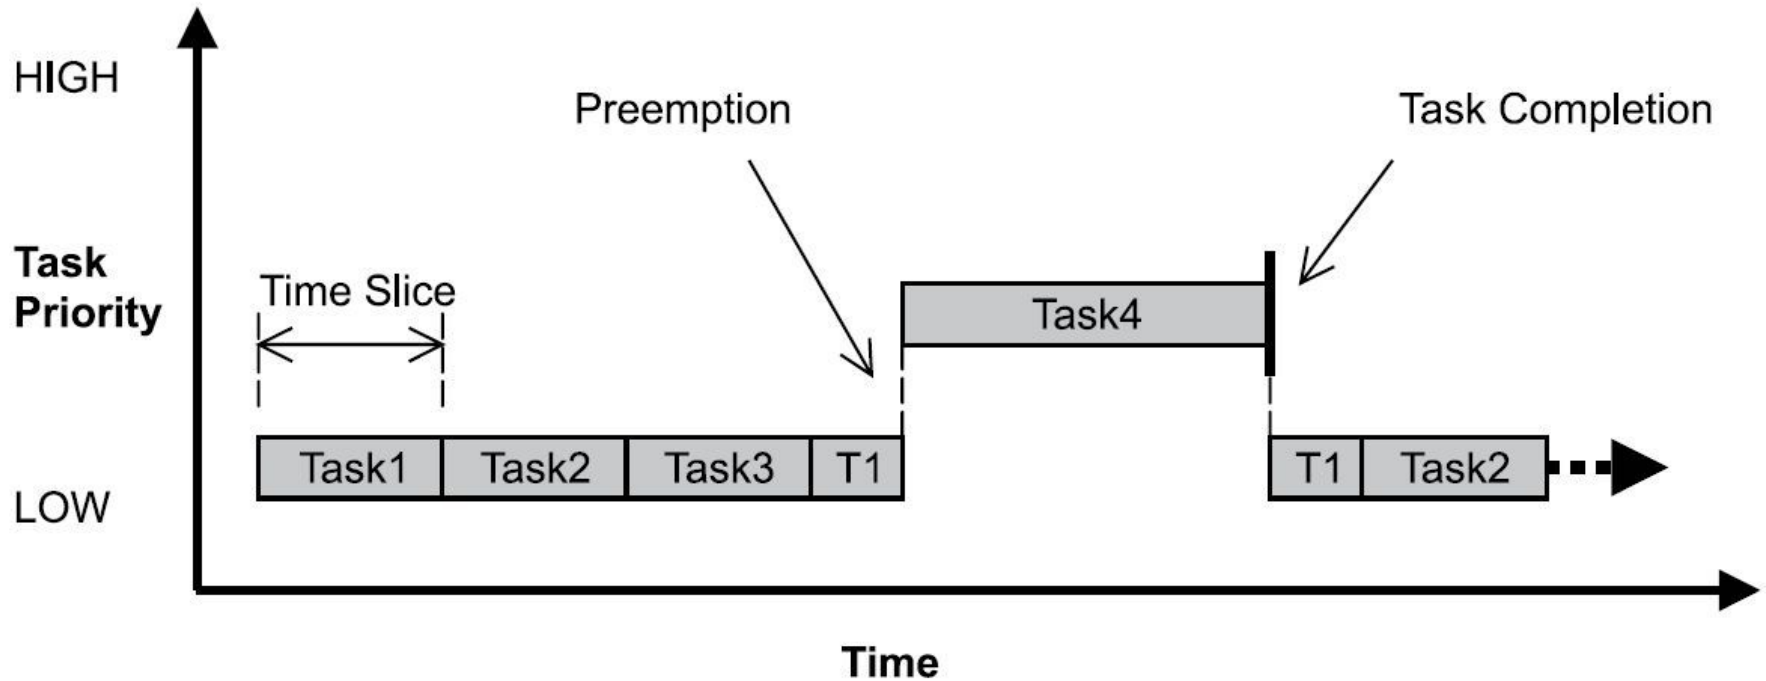 HIGH
Preemption
Task Completion
Task
Priority
Time Slice
Task4
Task1
Task2
Task3
T1
T1
Task2
LOW
Time